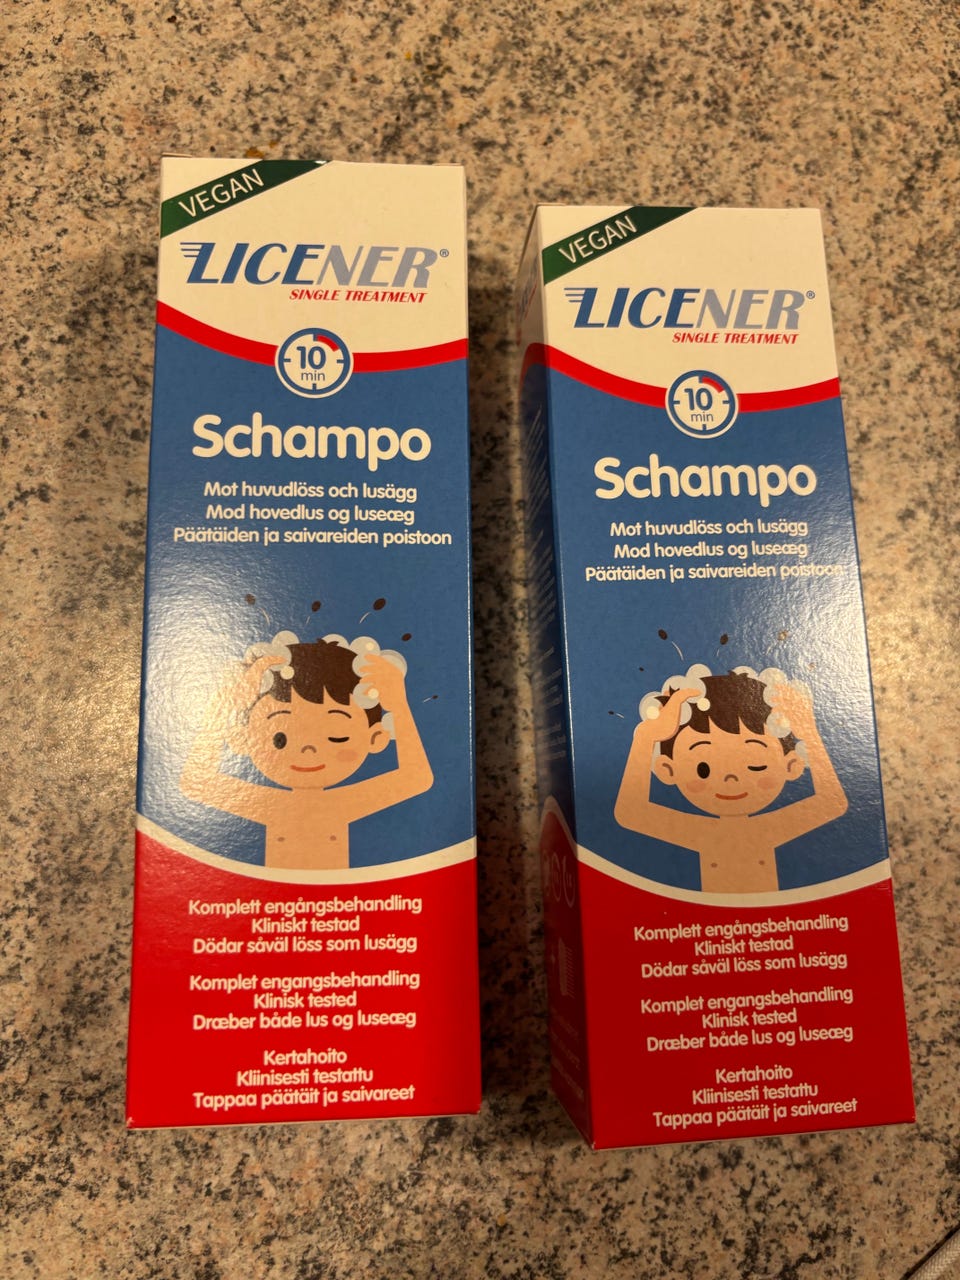 VEGAN
LICENER®
SINGLE TREATMENT
10
min
Schampo
Mot huvudlöss och lusägg
Mod hovedlus og luseæg
Päätäiden ja saivareiden poistoon
Komplett engångsbehandling
Kliniskt testad
Dödar såväl löss som lusägg
Komplet engangsbehandling
Klinisk tested
Dræber både lus og luseæg
Kertahoito
Kliinisesti testattu
Tappaa päätäit ja saivareet
VEGAN
LICENER®
SINGLE TREATMENT
10
min
Schampo
Mot huvudlöss och lusägg
Mod hovedlus og luseæg
Päätäiden ja saivareiden poistoon
Komplett engångsbehandling
Kliniskt testad
Dödar såväl löss som lusägg
Komplet engangsbehandling
Klinisk tested
Dræber både lus og luseæg
Kertahoito
Kliinisesti testattu
Tappaa päätäit ja saivareet